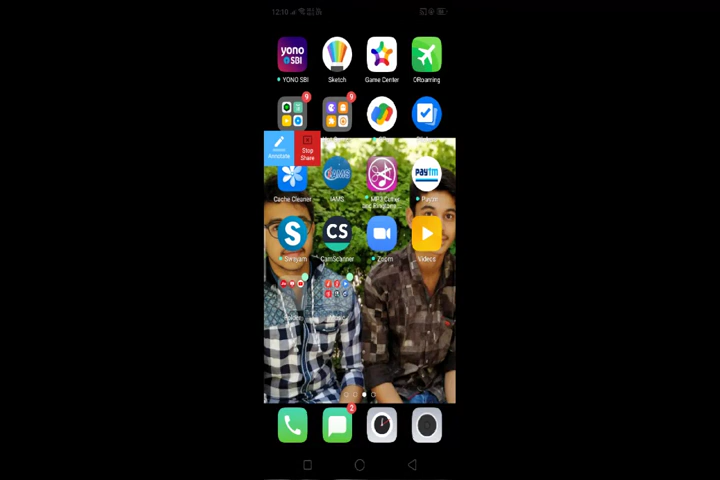 12:10
yono
SBI
YONO SBI
Sketch
Game Center
DRoaming
9
9
Annotate
Stop
Share
IAMS
paytm
Cache Cleaner
IAMS
MP3 Cutter
and Ringtone...
Paytm
S
CS
Swayam
CamScanner
Zoom
Videos
2